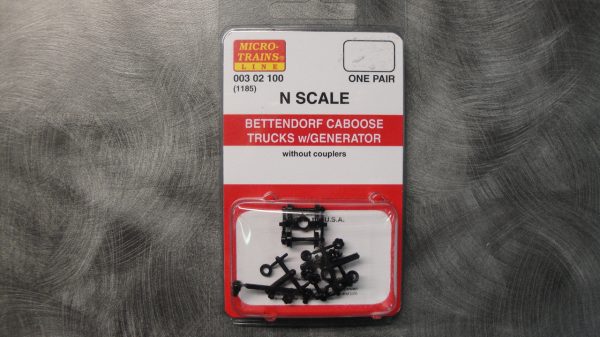 MICRO-
TRAINS®
LINE
003 02 100
(1185)
ONE PAIR
N SCALE
BETTENDORF CABOOSE
TRUCKS w/GENERATOR
without couplers
U.S.A.